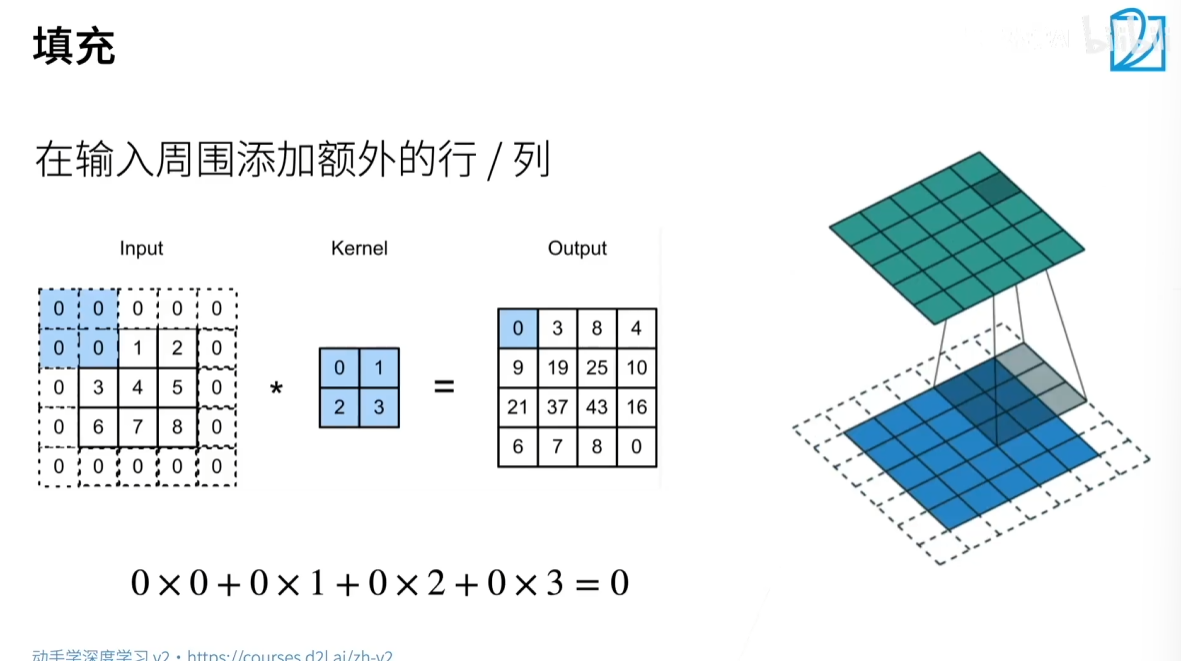 填充
bilibili
在输入周围添加额外的行 / 列
Input Kernel Output
0 0 0 0 0
0 0 1 2 0
0 3 4 5 0
0 6 7 8 0
0 0 0 0 0
*
0 1
2 3
=
0 3 8 4
9 19 25 10
21 37 43 16
6 7 8 0
0 × 0 + 0 × 1 + 0 × 2 + 0 × 3 = 0
动手学深度学习 v2 · https://courses.d2l.ai/zh-v2